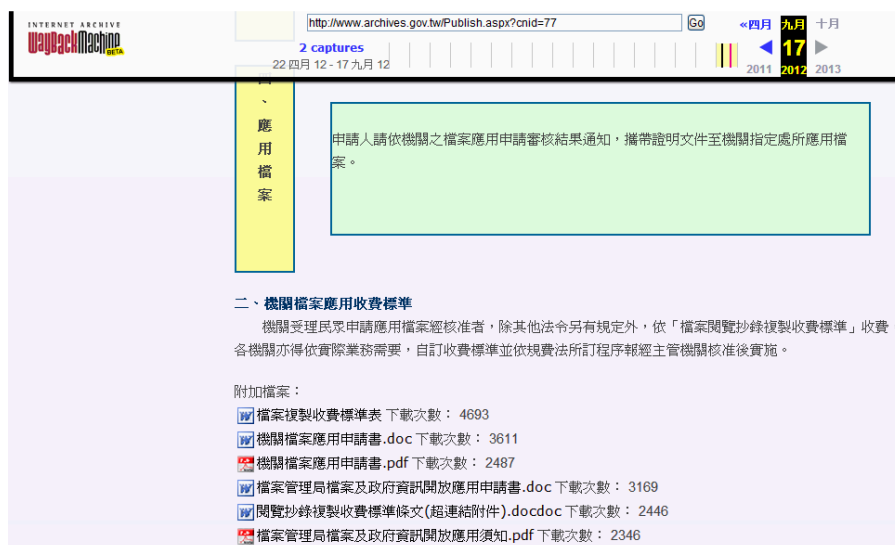 INTERNET ARCHIVE
WayBackMachine
BETA
http://www.archives.gov.tw/Publish.aspx?cnid=77
Go
2 captures
22 四月 12 - 17 九月 12
«四月 九月 十月
17
2011 2012 2013
、應用檔案
申請人請依機關之檔案應用申請審核結果通知,攜帶證明文件至機關指定處所應用檔
案。
二、機關檔案應用收費標準
機關受理民眾申請應用檔案經核准者,除其他法令另有規定外,依「檔案閱覽抄錄複製收費標準」收費
各機關亦得依實際業務需要,自訂收費標準並依規費法所訂程序報經主管機關核准後實施。
附加檔案:
檔案複製收費標準表 下載次數: 4693
機關檔案應用申請書.doc 下載次數: 3611
機關檔案應用申請書.pdf 下載次數: 2487
檔案管理局檔案及政府資訊開放應用申請書.doc 下載次數: 3169
閱覽抄錄複製收費標準條文(超連結附件).docdoc 下載次數: 2446
檔案管理局檔案及政府資訊開放應用須知.pdf 下載次數: 2346